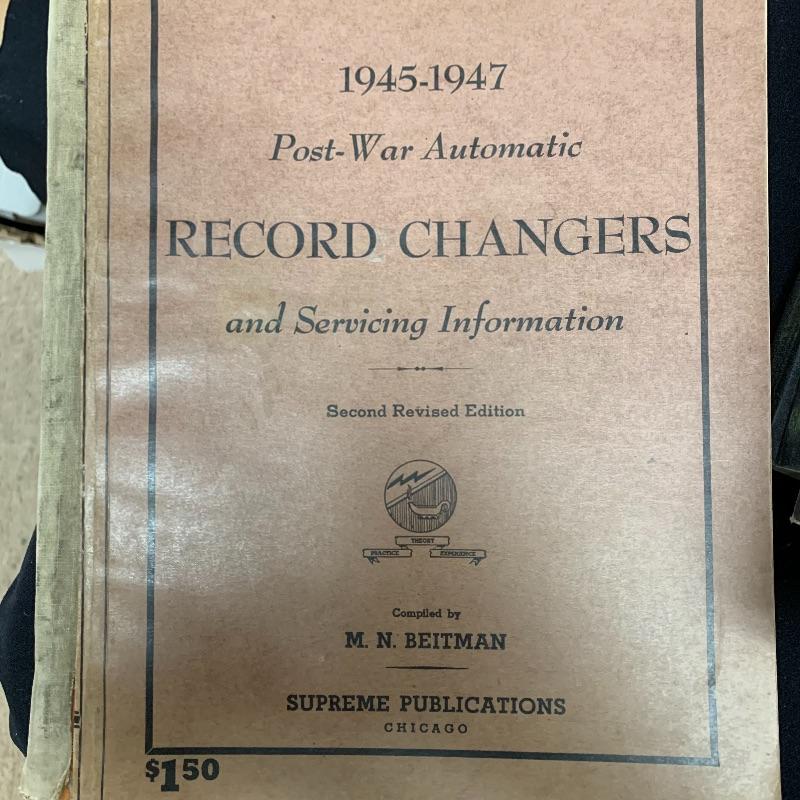 1945-1947
Post-War Automatic
RECORD CHANGERS
and Servicing Information
Second Revised Edition
THEORY
PRACTICE EXPERIENCE
Compiled by
M. N. BEITMAN
SUPREME PUBLICATIONS
CHICAGO
$1.50